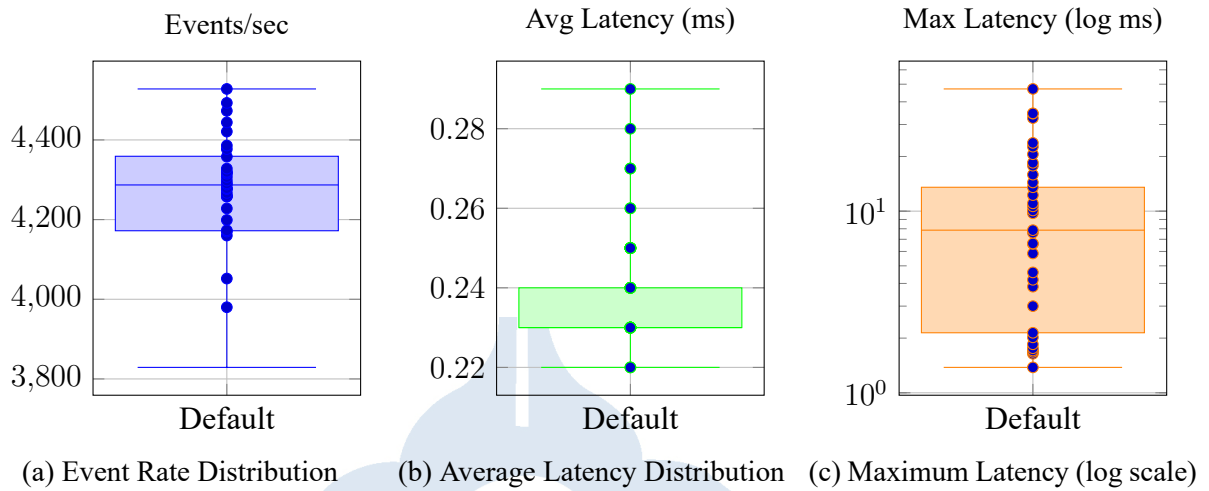 Events/sec
4,400
4,200
4,000
3,800
Default
(a) Event Rate Distribution
Avg Latency (ms)
0.28
0.26
0.24
0.22
Default
(b) Average Latency Distribution
Max Latency (log ms)
10¹
10⁰
Default
(c) Maximum Latency (log scale)